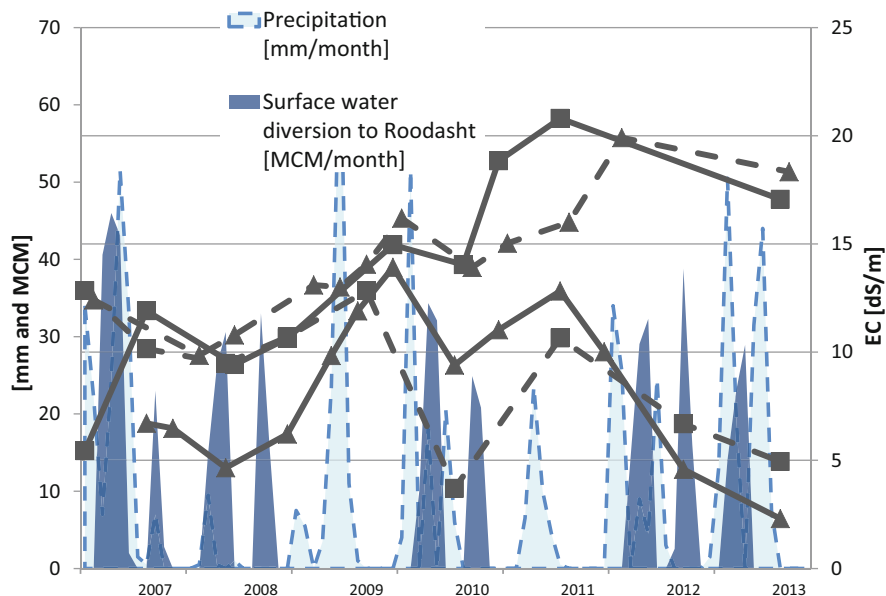 Precipitation
[mm/month]
Surface water
diversion to Roodasht
[MCM/month]
[mm and MCM]
70
60
50
40
30
20
10
0
EC [dS/m]
25
20
15
10
5
0
2007 2008 2009 2010 2011 2012 2013